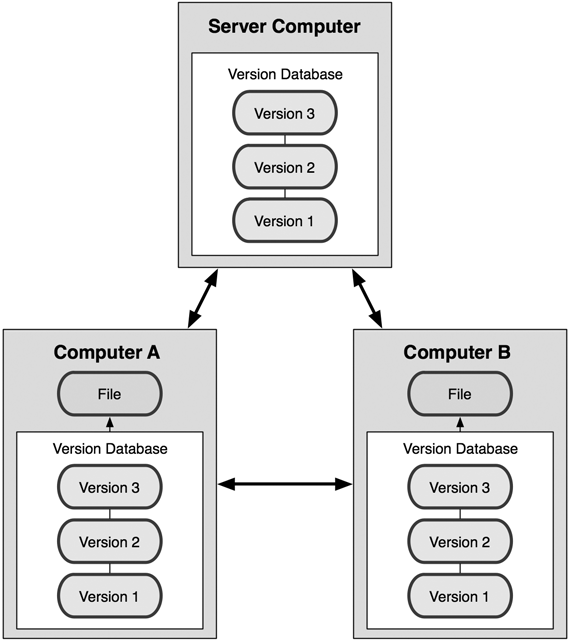 Server Computer
Version Database
Version 3
Version 2
Version 1
Computer A
File
Version Database
Version 3
Version 2
Version 1
Computer B
File
Version Database
Version 3
Version 2
Version 1